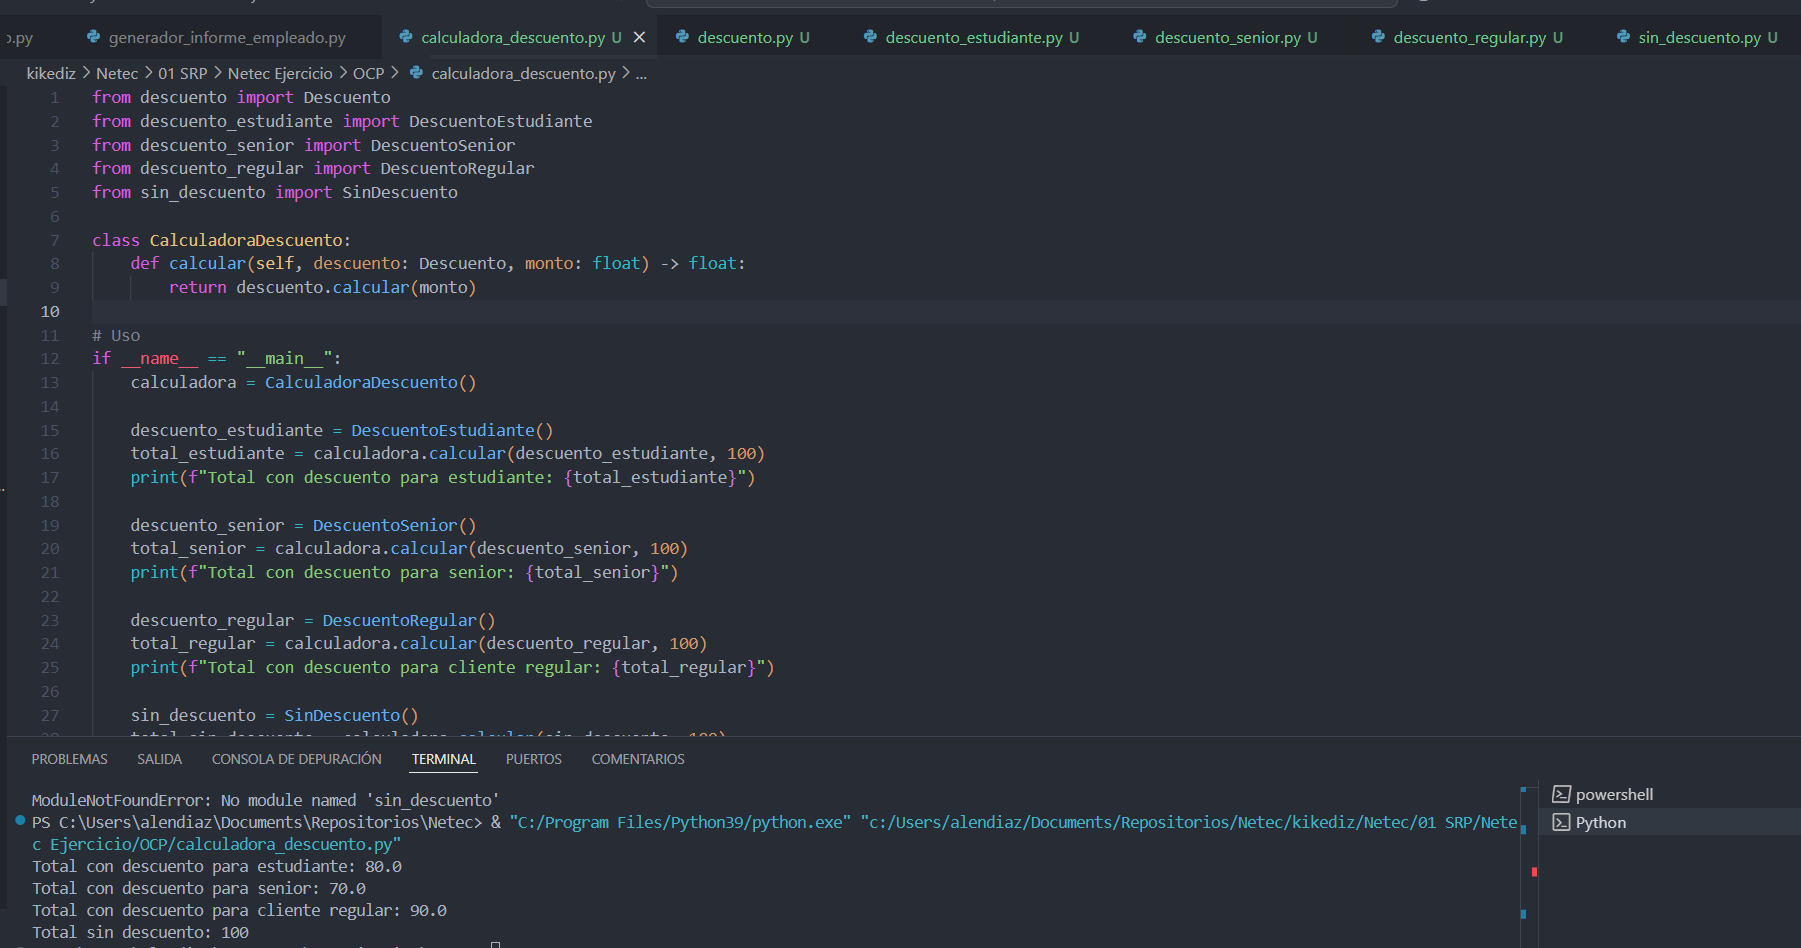 .py generador_informe_empleado.py calculadora_descuento.py U descuento.py U descuento_estudiante.py U descuento_senior.py U descuento_regular.py U sin_descuento.py U
kikediz > Netec > 01 SRP > Netec Ejercicio > OCP > calculadora_descuento.py > ...
1 from descuento import Descuento
2 from descuento_estudiante import DescuentoEstudiante
3 from descuento_senior import DescuentoSenior
4 from descuento_regular import DescuentoRegular
5 from sin_descuento import SinDescuento
6
7 class CalculadoraDescuento:
8 def calcular(self, descuento: Descuento, monto: float) -> float:
9 return descuento.calcular(monto)
10
11 # Uso
12 if __name__ == "__main__":
13 calculadora = CalculadoraDescuento()
14
15 descuento_estudiante = DescuentoEstudiante()
16 total_estudiante = calculadora.calcular(descuento_estudiante, 100)
17 print(f"Total con descuento para estudiante: {total_estudiante}")
18
19 descuento_senior = DescuentoSenior()
20 total_senior = calculadora.calcular(descuento_senior, 100)
21 print(f"Total con descuento para senior: {total_senior}")
22
23 descuento_regular = DescuentoRegular()
24 total_regular = calculadora.calcular(descuento_regular, 100)
25 print(f"Total con descuento para cliente regular: {total_regular}")
26
27 sin_descuento = SinDescuento()
PROBLEMAS SALIDA CONSOLA DE DEPURACIÓN TERMINAL PUERTOS COMENTARIOS
ModuleNotFoundError: No module named 'sin_descuento'
PS C:\Users\alendiaz\Documents\Repositorios\Netec> & "C:/Program Files/Python39/python.exe" "c:/Users/alendiaz/Documents/Repositorios/Netec/kikediz/Netec/01 SRP/Nete
c Ejercicio/OCP/calculadora_descuento.py"
Total con descuento para estudiante: 80.0
Total con descuento para senior: 70.0
Total con descuento para cliente regular: 90.0
Total sin descuento: 100
powershell
Python